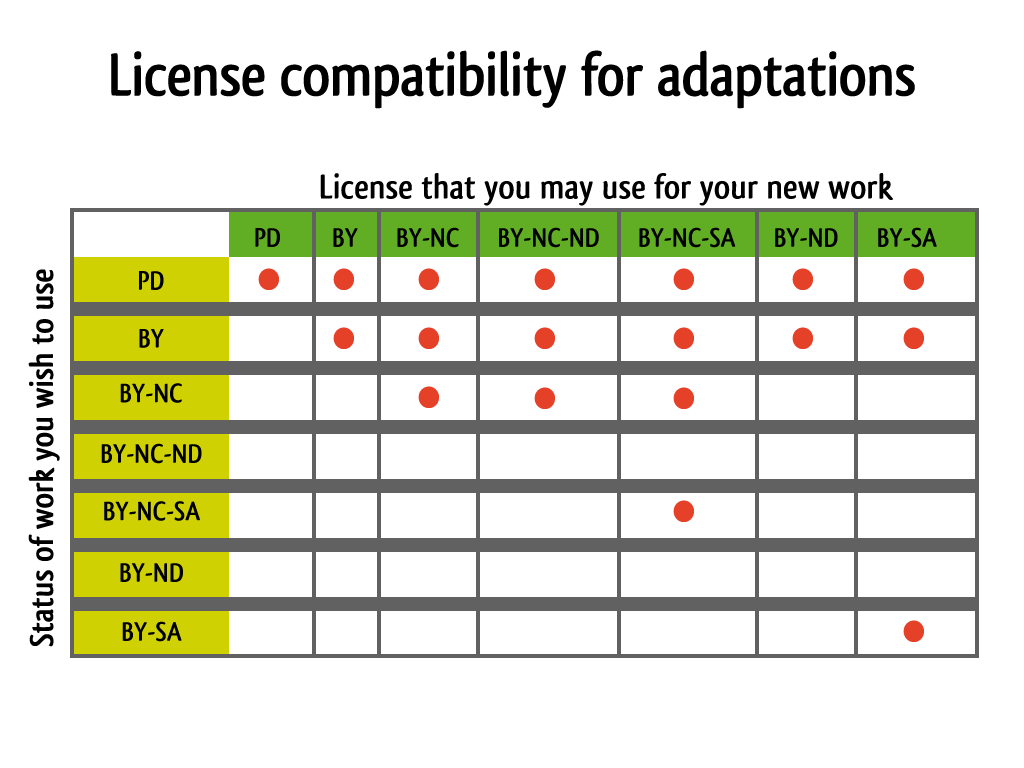 License compatibility for adaptations
License that you may use for your new work
PD BY BY-NC BY-NC-ND BY-NC-SA BY-ND BY-SA
Status of work you wish to use
PD
BY
BY-NC
BY-NC-ND
BY-NC-SA
BY-ND
BY-SA